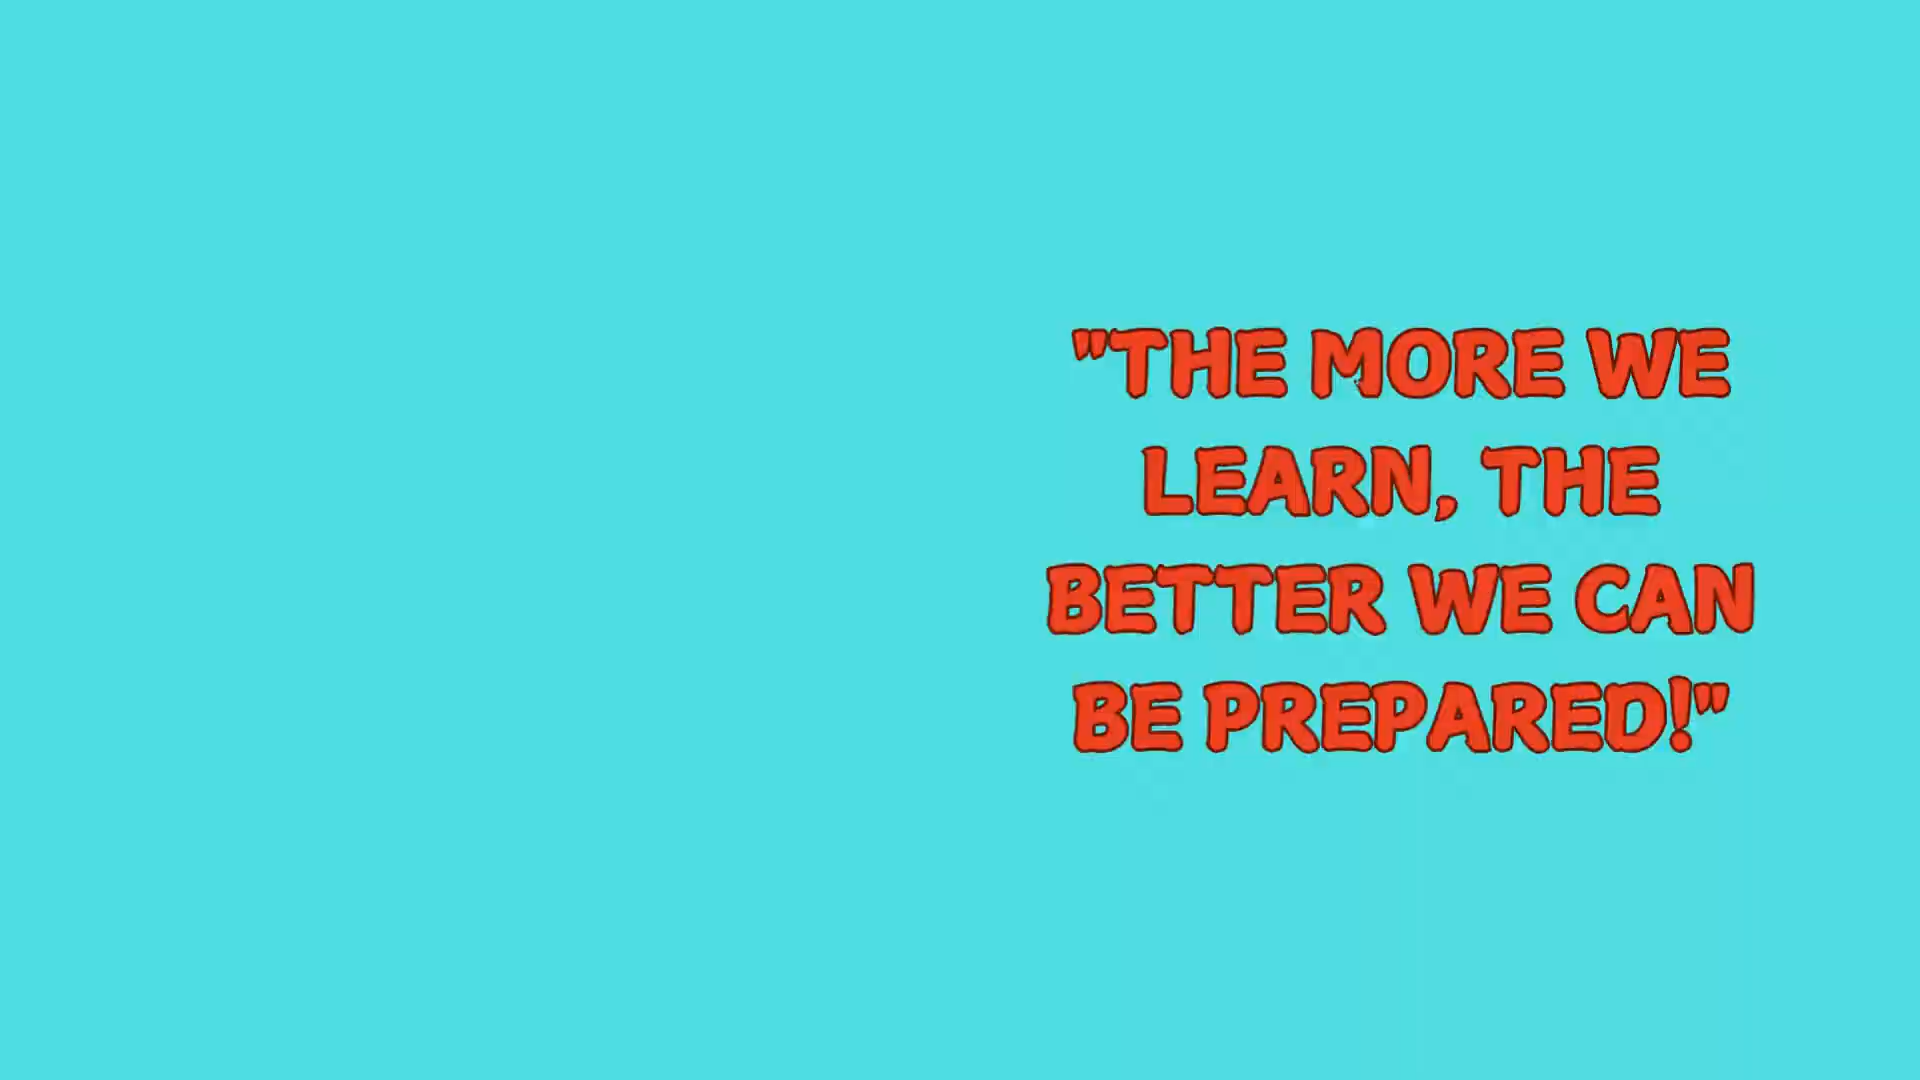 "THE MORE WE
LEARN, THE
BETTER WE CAN
BE PREPARED!"